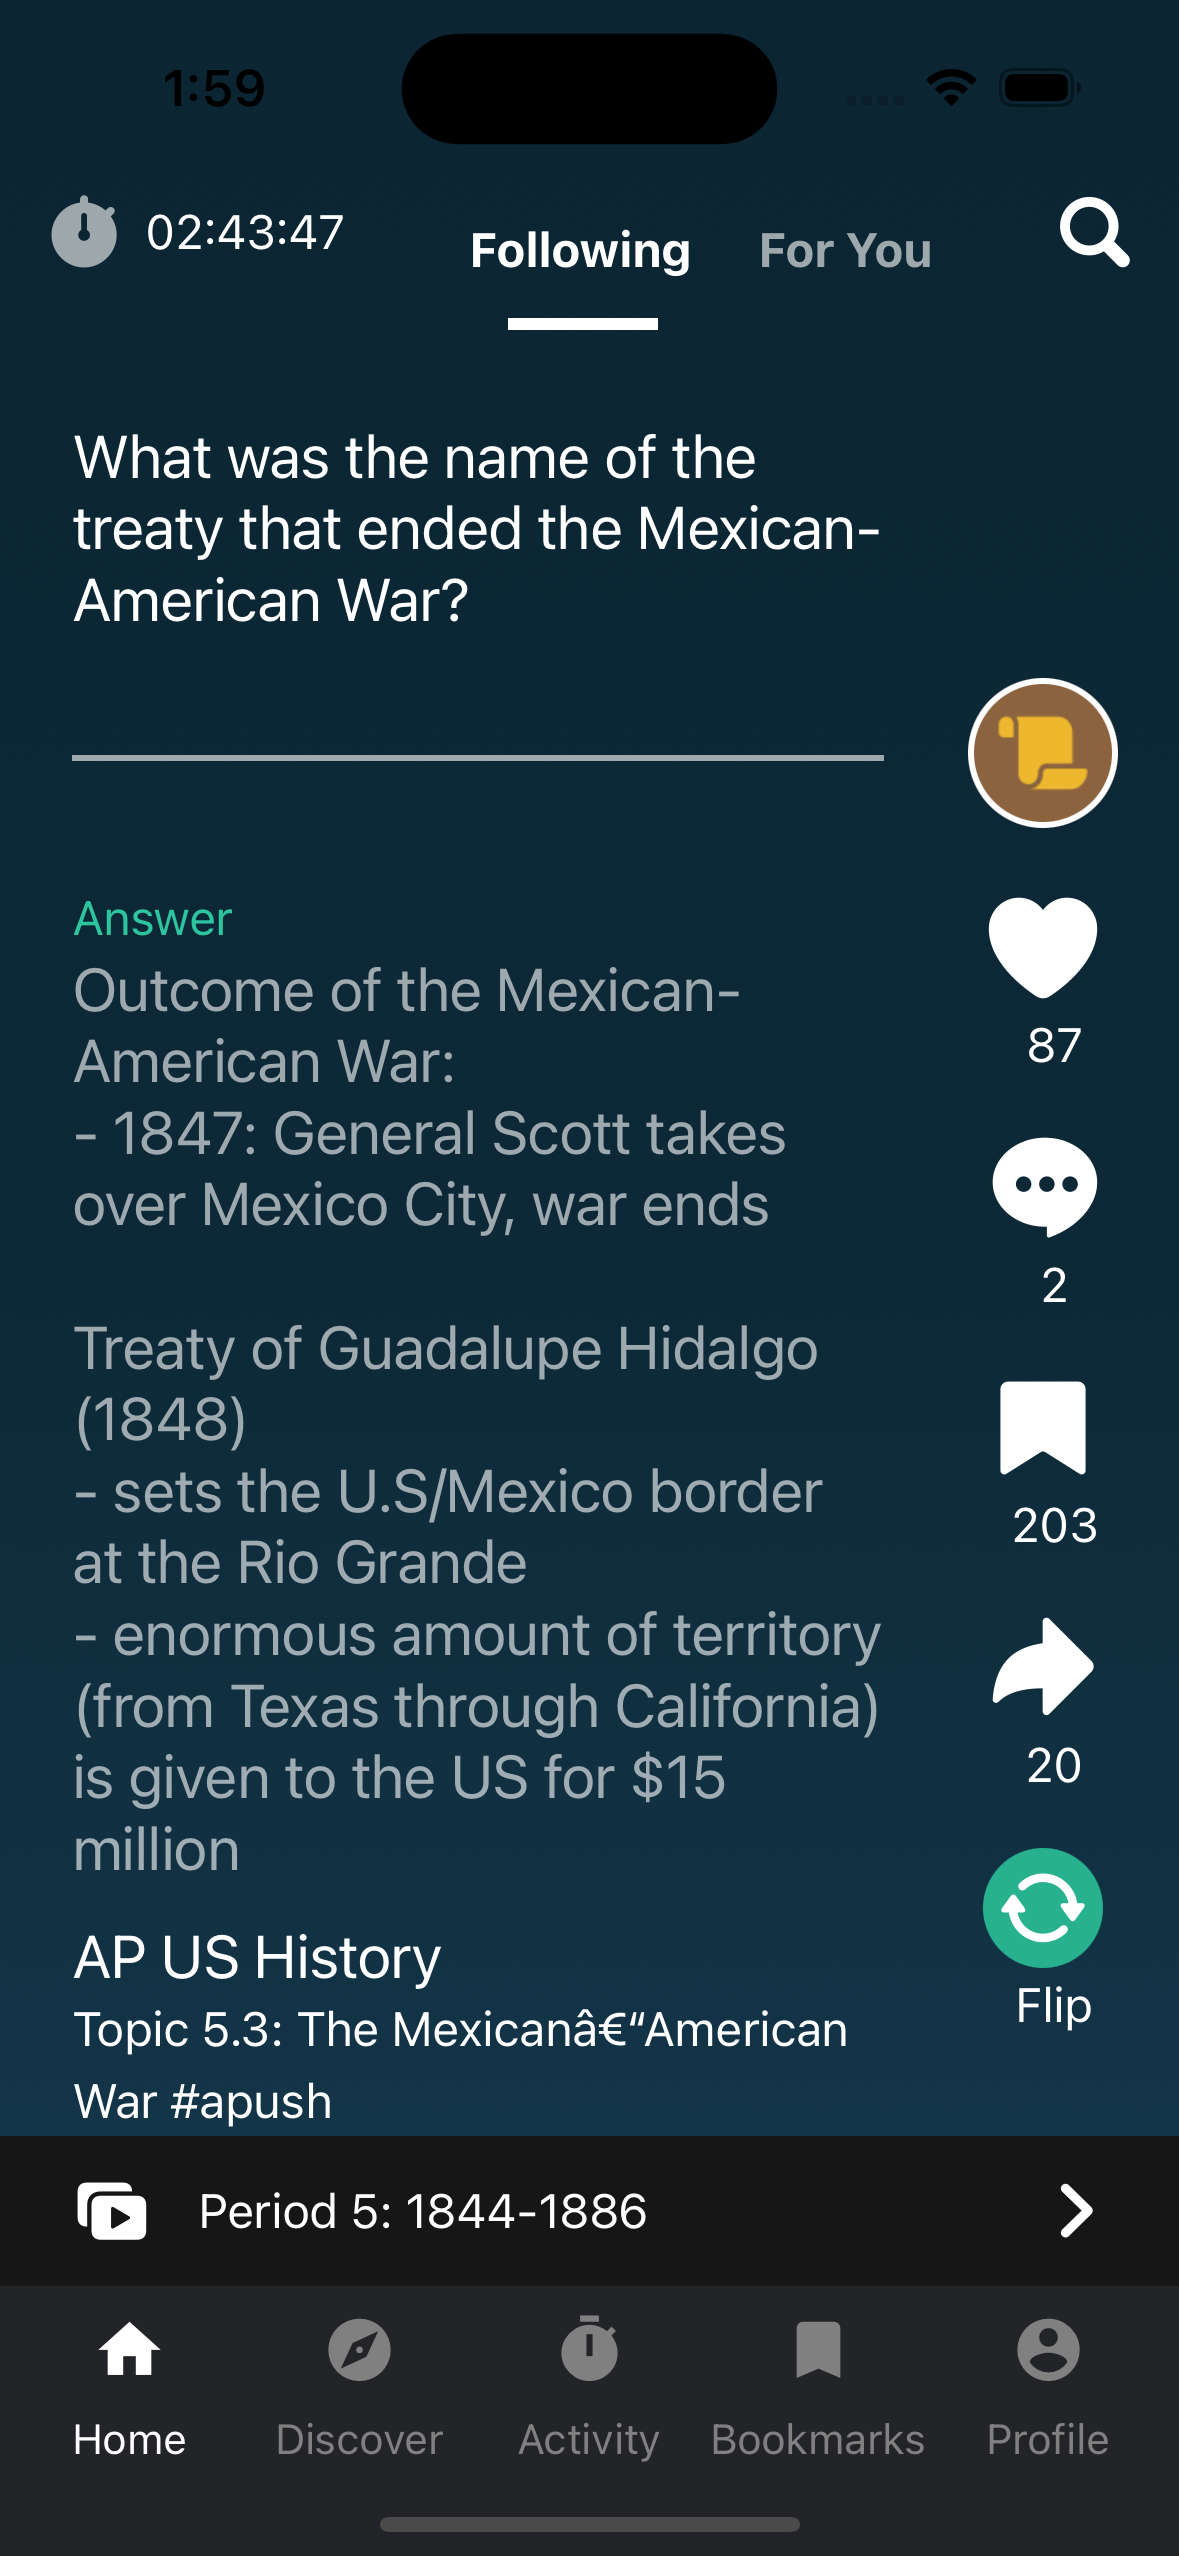 1:59
02:43:47
Following
For You
What was the name of the
treaty that ended the Mexican-
American War?
Answer
Outcome of the Mexican-
American War:
- 1847: General Scott takes
over Mexico City, war ends
Treaty of Guadalupe Hidalgo
(1848)
- sets the U.S/Mexico border
at the Rio Grande
- enormous amount of territory
(from Texas through California)
is given to the US for $15
million
87
2
203
20
Flip
AP US History
Topic 5.3: The Mexicanâ€“American
War #apush
Period 5: 1844-1886
Home
Discover
Activity
Bookmarks
Profile